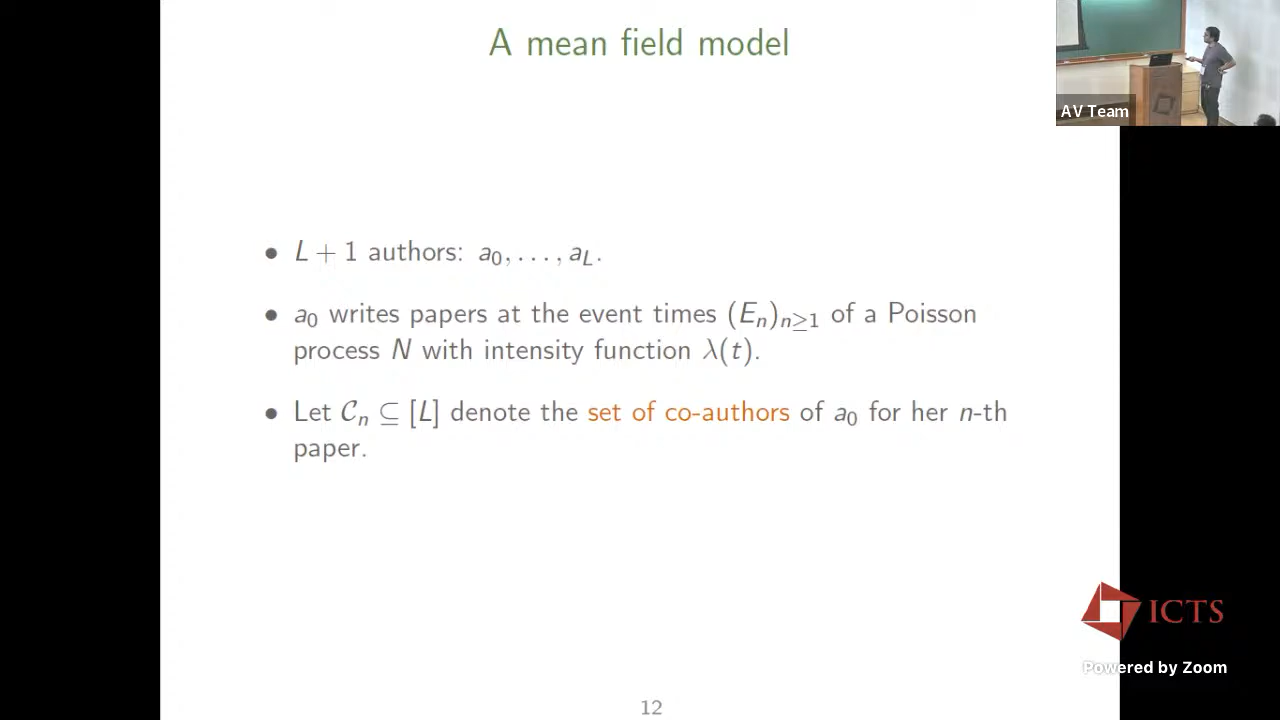 A mean field model
AV Team
• L + 1 authors: a₀, . . . , a_L.
• a₀ writes papers at the event times (Eₙ)ₙ≥₁ of a Poisson
process N with intensity function λ(t).
• Let 𝒞ₙ ⊆ [L] denote the set of co-authors of a₀ for her n-th
paper.
ICTS
Powered by Zoom
12